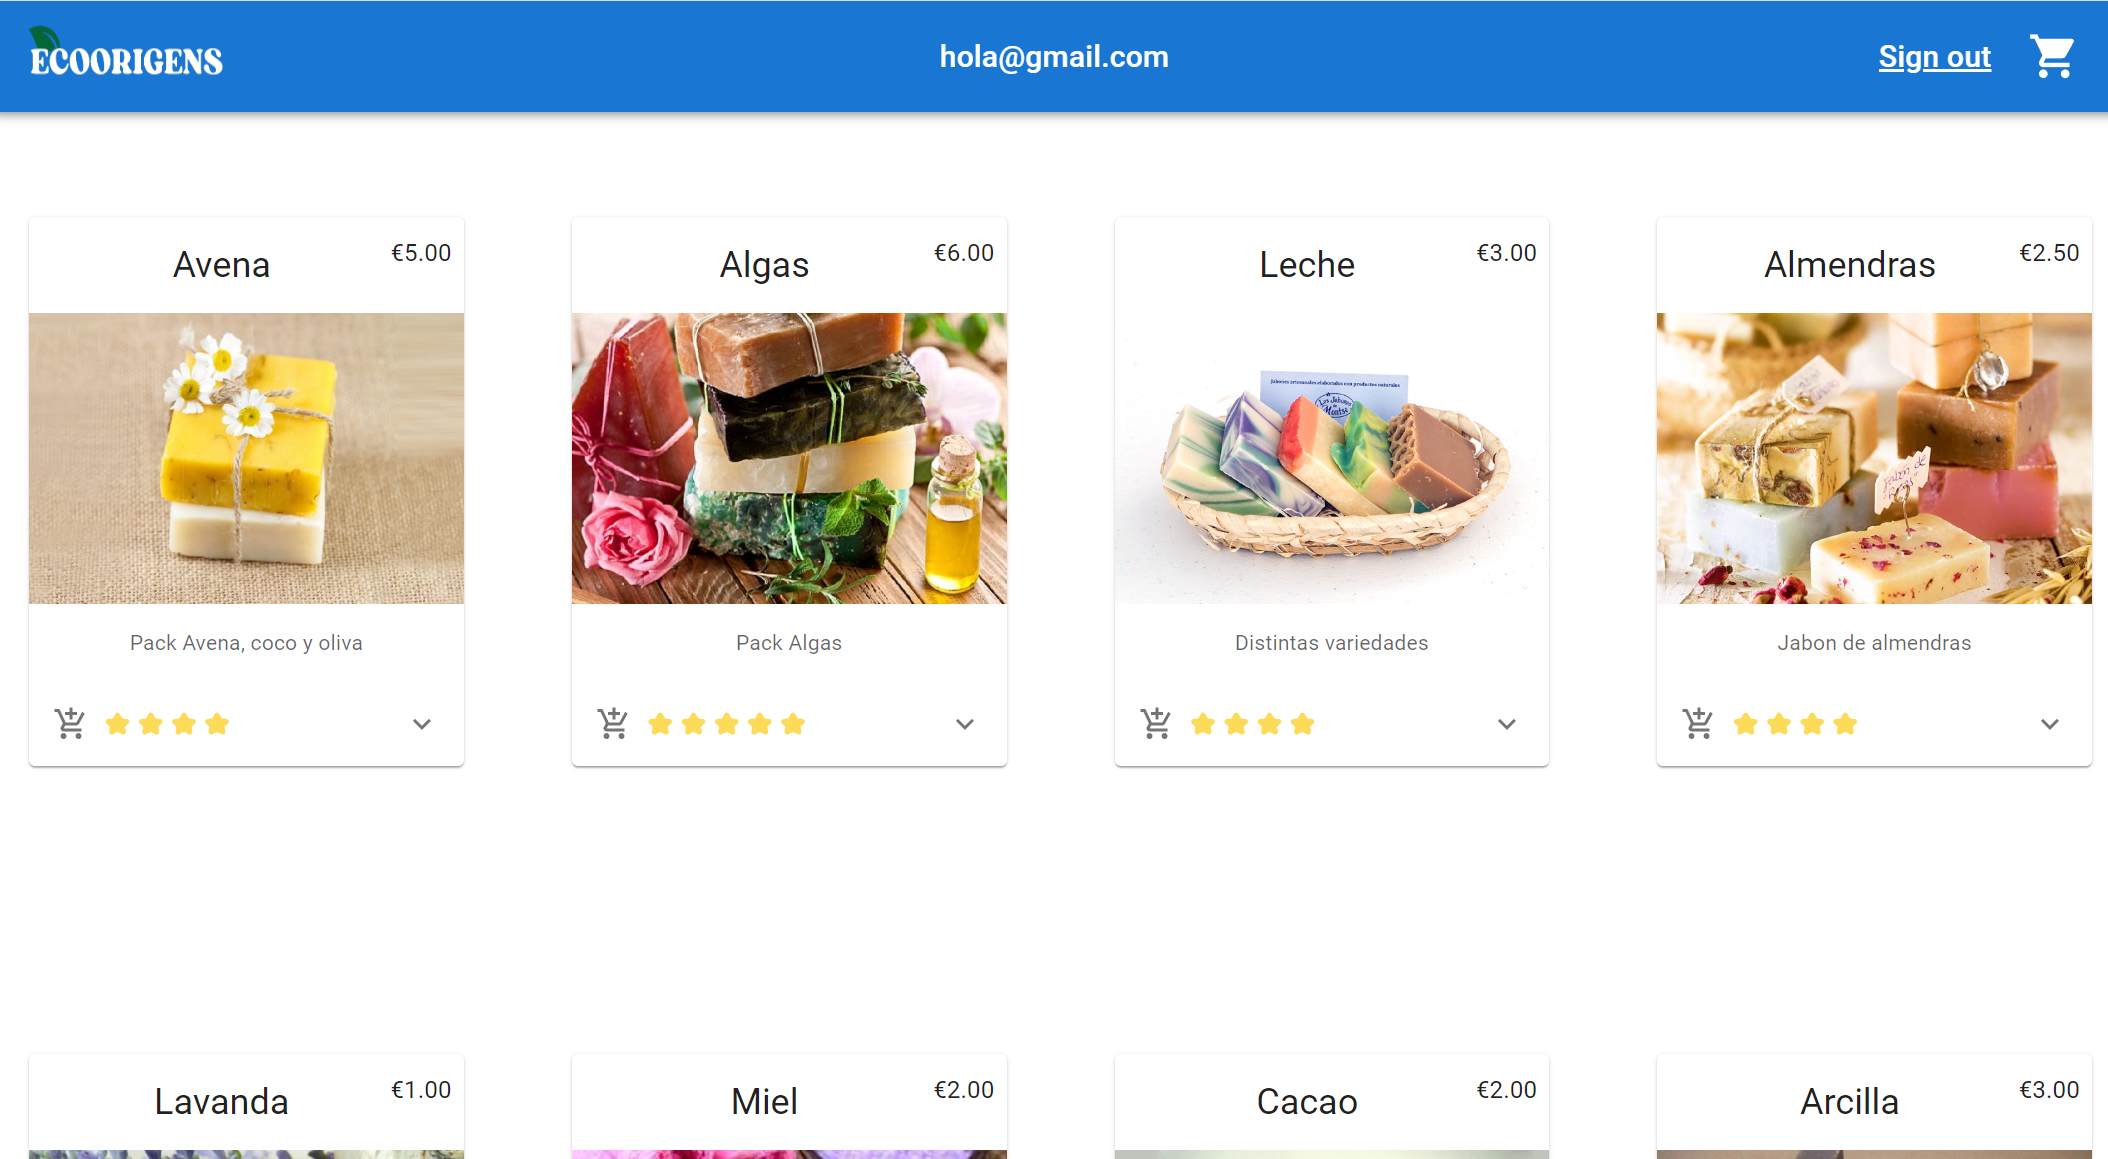 ECOORIGENS
hola@gmail.com
Sign out
Avena
€5.00
Pack Avena, coco y oliva
Algas
€6.00
Pack Algas
Leche
€3.00
Jabones artesanales elaborados con productos naturales
Los Jabones
de
Montse
Distintas variedades
Almendras
€2.50
Jabon de almendras
Lavanda
€1.00
Miel
€2.00
Cacao
€2.00
Arcilla
€3.00